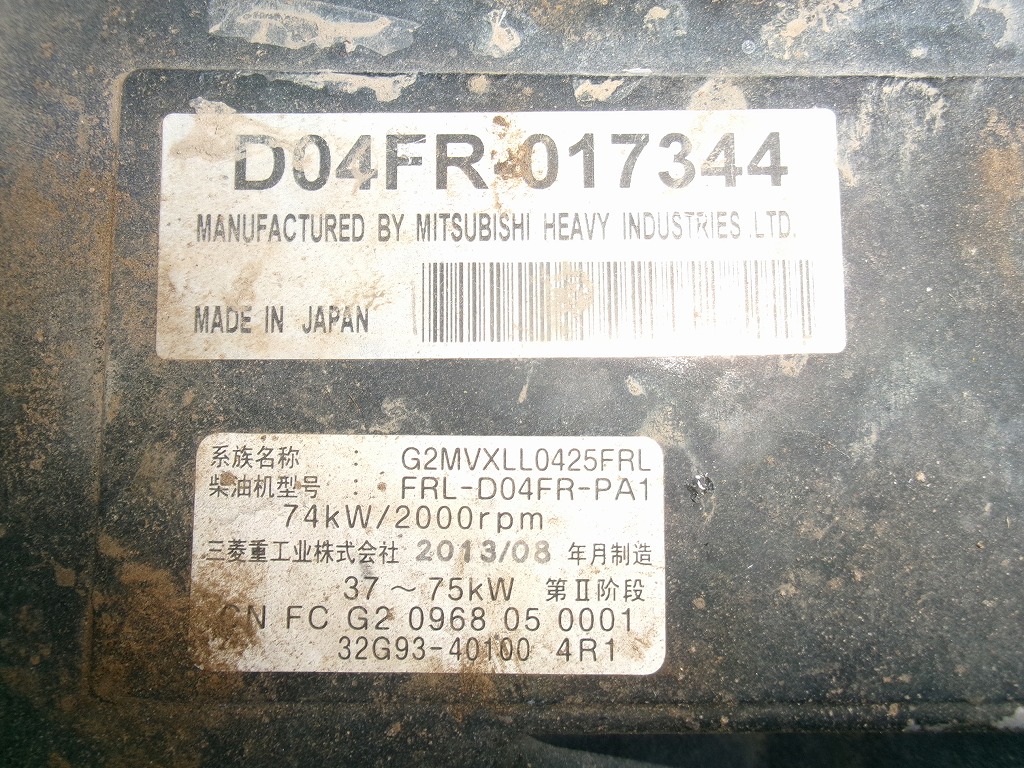 D04FR-017344
MANUFACTURED BY MITSUBISHI HEAVY INDUSTRIES .LTD.
MADE IN JAPAN
系族名称 : G2MVXLL0425FRL
柴油机型号 : FRL-D04FR-PA1
74kW/2000rpm
三菱重工业株式会社 2013/08 年月制造
37～75kW 第Ⅱ阶段
CN FC G2 0968 05 0001
32G93-40100 4R1